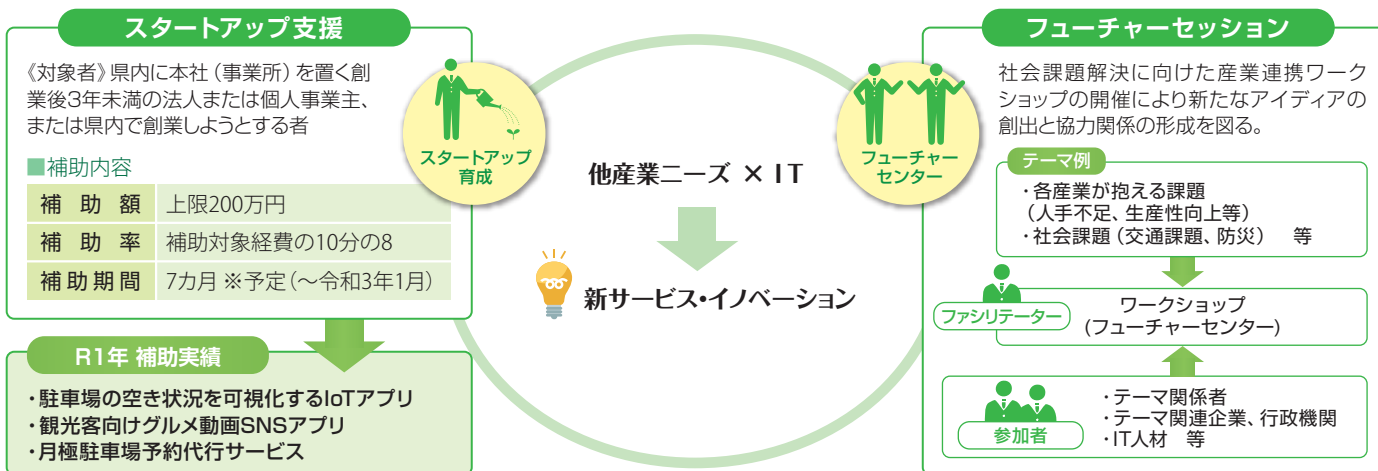 スタートアップ支援
《対象者》県内に本社(事業所)を置く創
業後3年未満の法人または個人事業主、
または県内で創業しようとする者
■補助内容
補助額 上限200万円
補助率 補助対象経費の10分の8
補助期間 7カ月 ※予定(～令和3年1月)
R1年 補助実績
・駐車場の空き状況を可視化するIoTアプリ
・観光客向けグルメ動画SNSアプリ
・月極駐車場予約代行サービス
スタートアップ
育成
他産業ニーズ × IT
新サービス・イノベーション
フューチャー
センター
フューチャーセッション
社会課題解決に向けた産業連携ワーク
ショップの開催により新たなアイディアの
創出と協力関係の形成を図る。
テーマ例
・各産業が抱える課題
(人手不足、生産性向上等)
・社会課題(交通課題、防災) 等
ファシリテーター
ワークショップ
(フューチャーセンター)
参加者
・テーマ関係者
・テーマ関連企業、行政機関
・IT人材 等